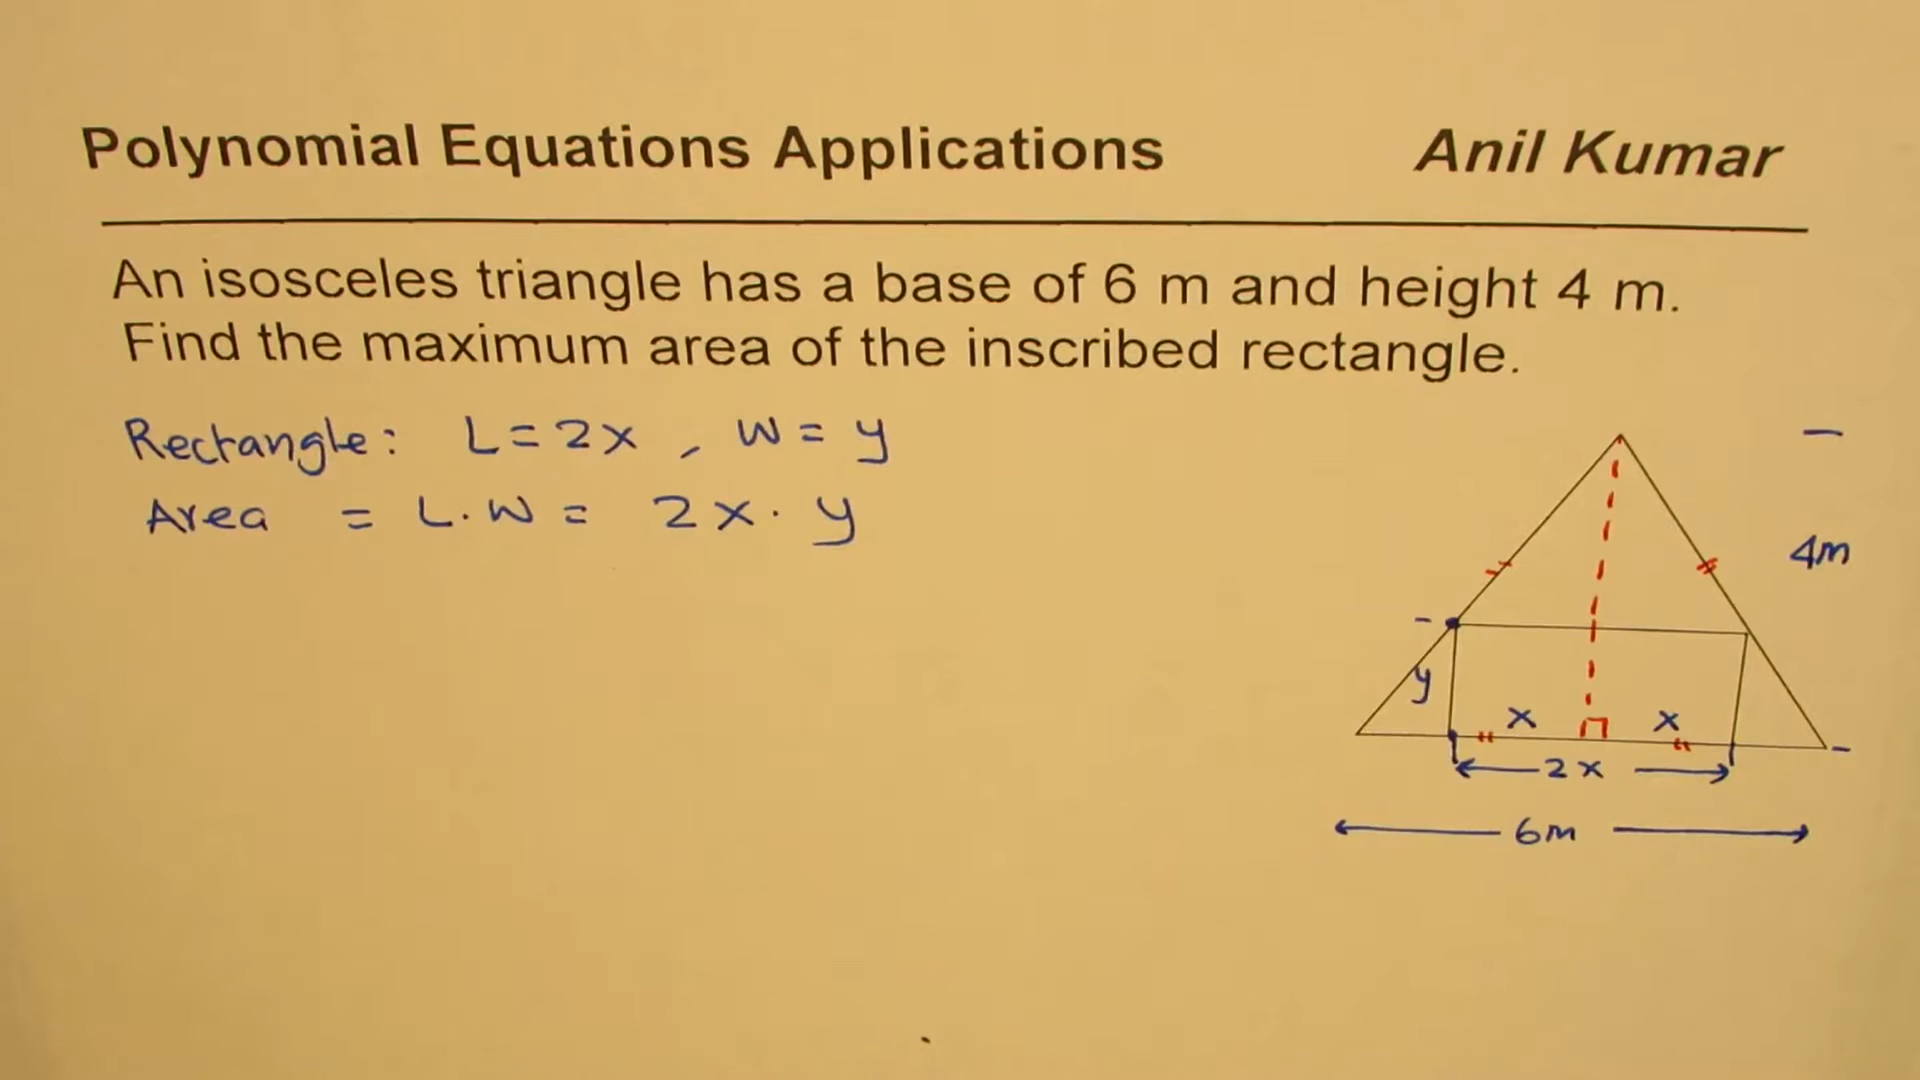 Polynomial Equations Applications Anil Kumar
An isosceles triangle has a base of 6 m and height 4 m.
Find the maximum area of the inscribed rectangle.
Rectangle: L = 2x , W = y
Area = L.W = 2x. y
4m
y
x x
2x
6m